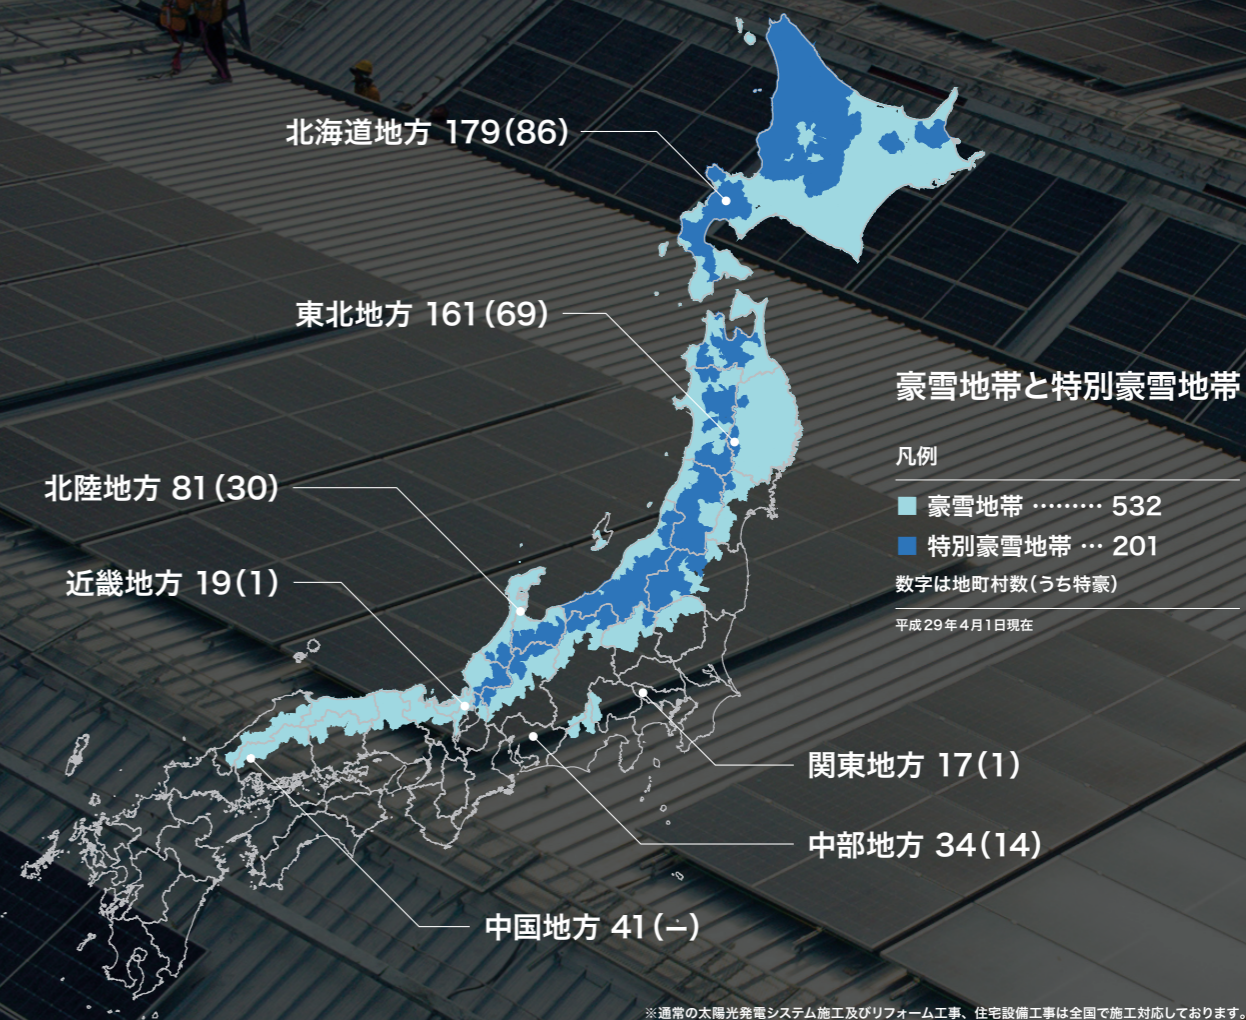 北海道地方 179(86)
東北地方 161(69)
豪雪地帯と特別豪雪地帯
凡例
豪雪地帯 ……… 532
特別豪雪地帯 … 201
数字は地町村数(うち特豪)
平成29年4月1日現在
北陸地方 81(30)
近畿地方 19(1)
関東地方 17(1)
中部地方 34(14)
中国地方 41(−)
※通常の太陽光発電システム施工及びリフォーム工事、住宅設備工事は全国で施工対応しております。